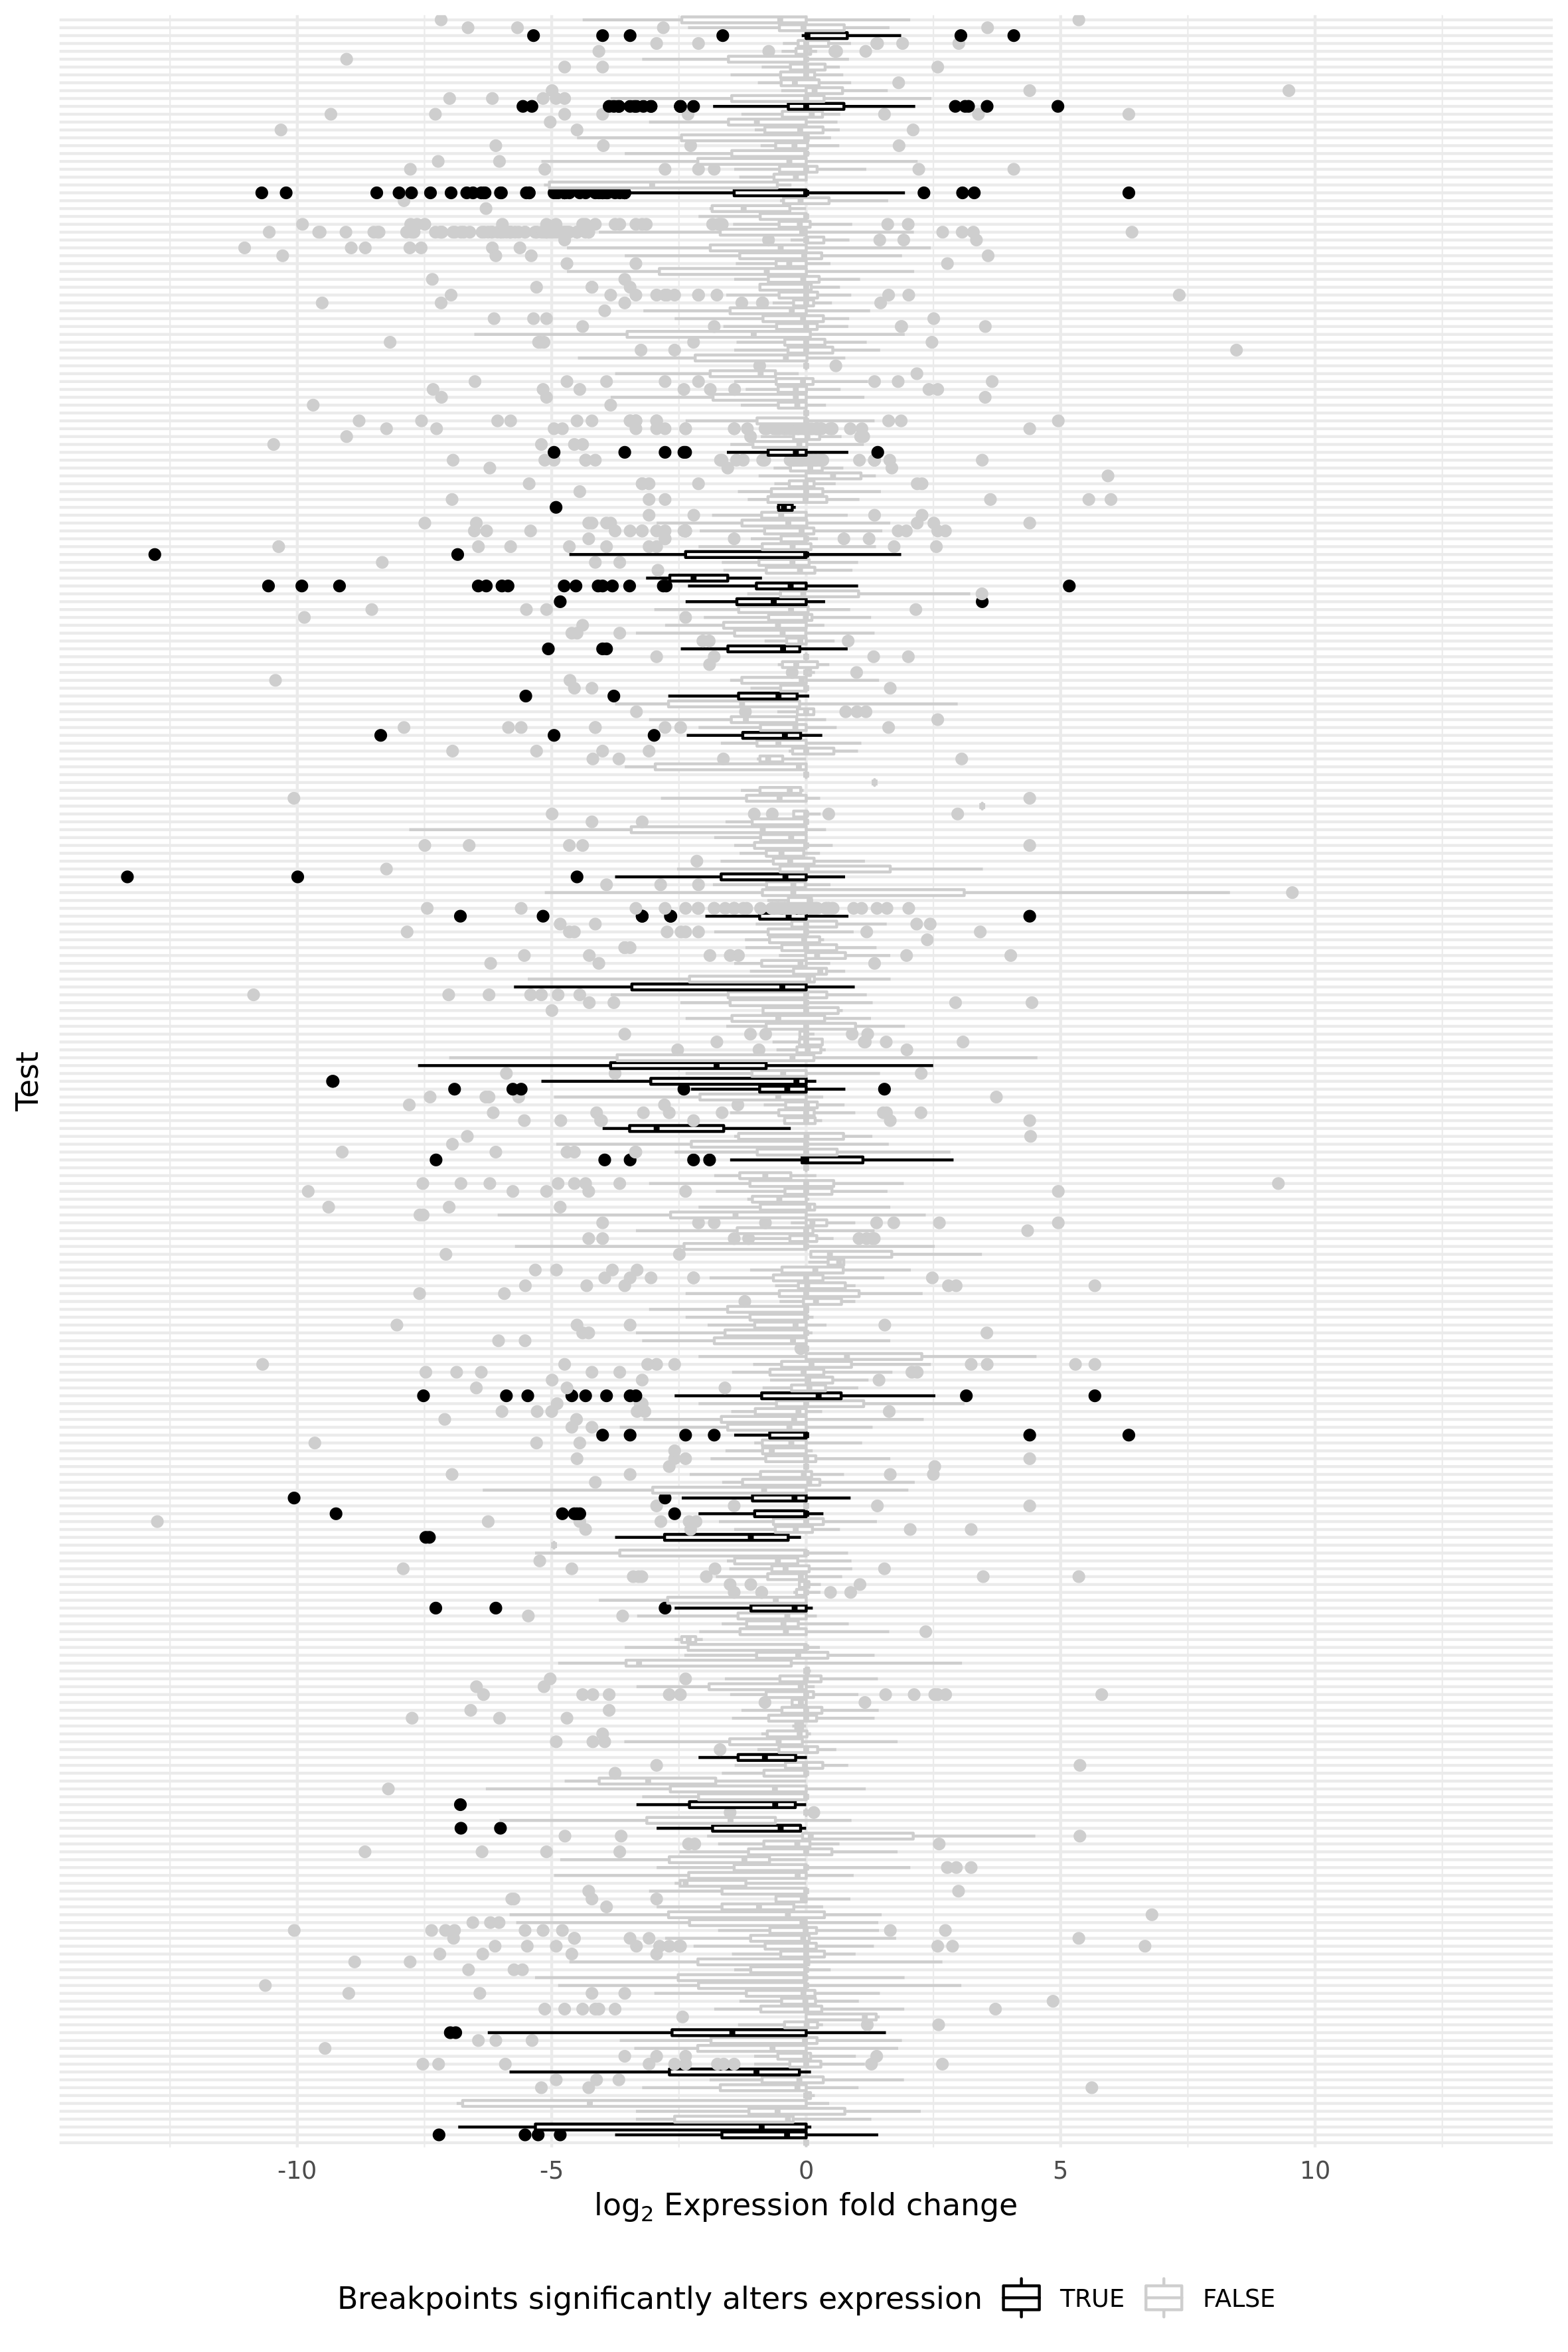 Test
-10 -5 0 5 10
log₂ Expression fold change
Breakpoints significantly alters expression TRUE FALSE